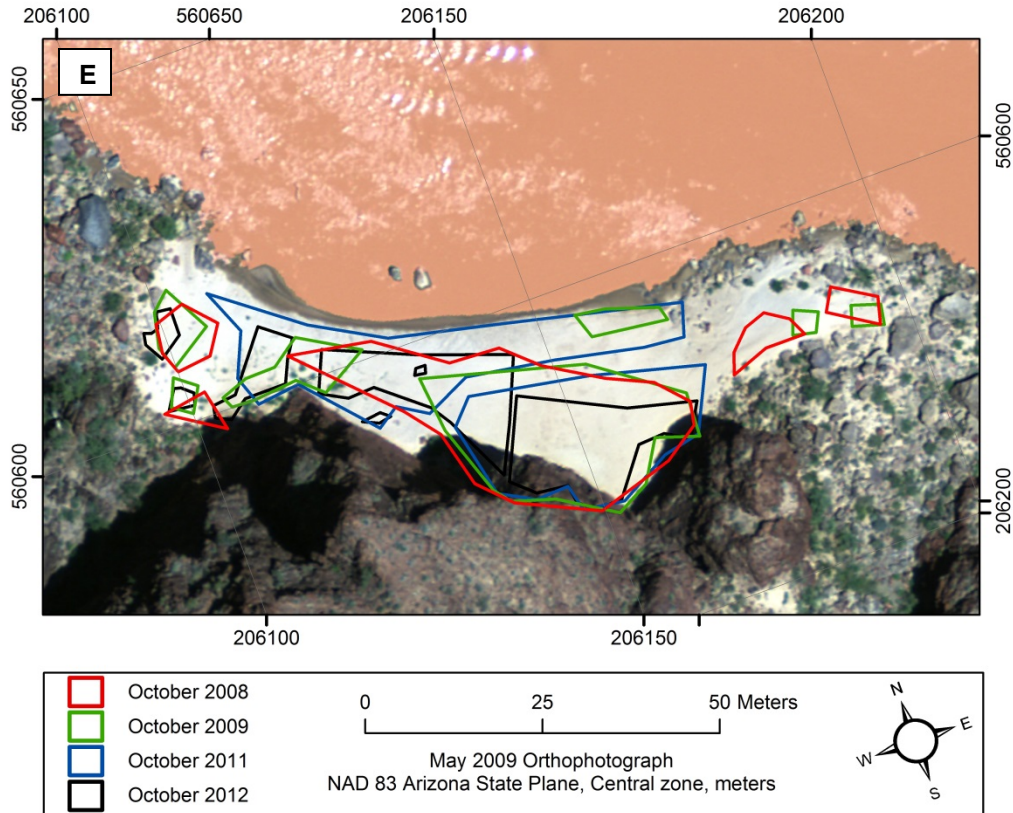 206100 560650 206150 206200
E
560650
560600
560600
206200
206100 206150
October 2008
October 2009
October 2011
October 2012
0 25 50 Meters
May 2009 Orthophotograph
NAD 83 Arizona State Plane, Central zone, meters
N
E
W
S